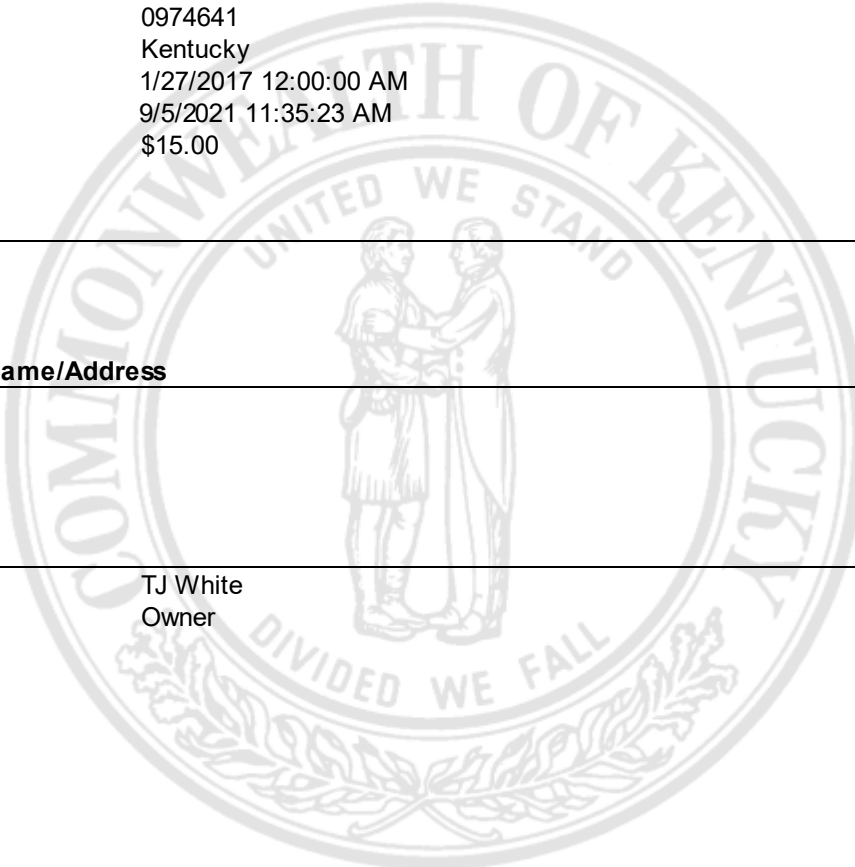 0974641
Kentucky
1/27/2017 12:00:00 AM
9/5/2021 11:35:23 AM
$15.00
COMMONWEALTH OF KENTUCKY
UNITED WE STAND
ame/Address
TJ White
Owner
DIVIDED WE FALL